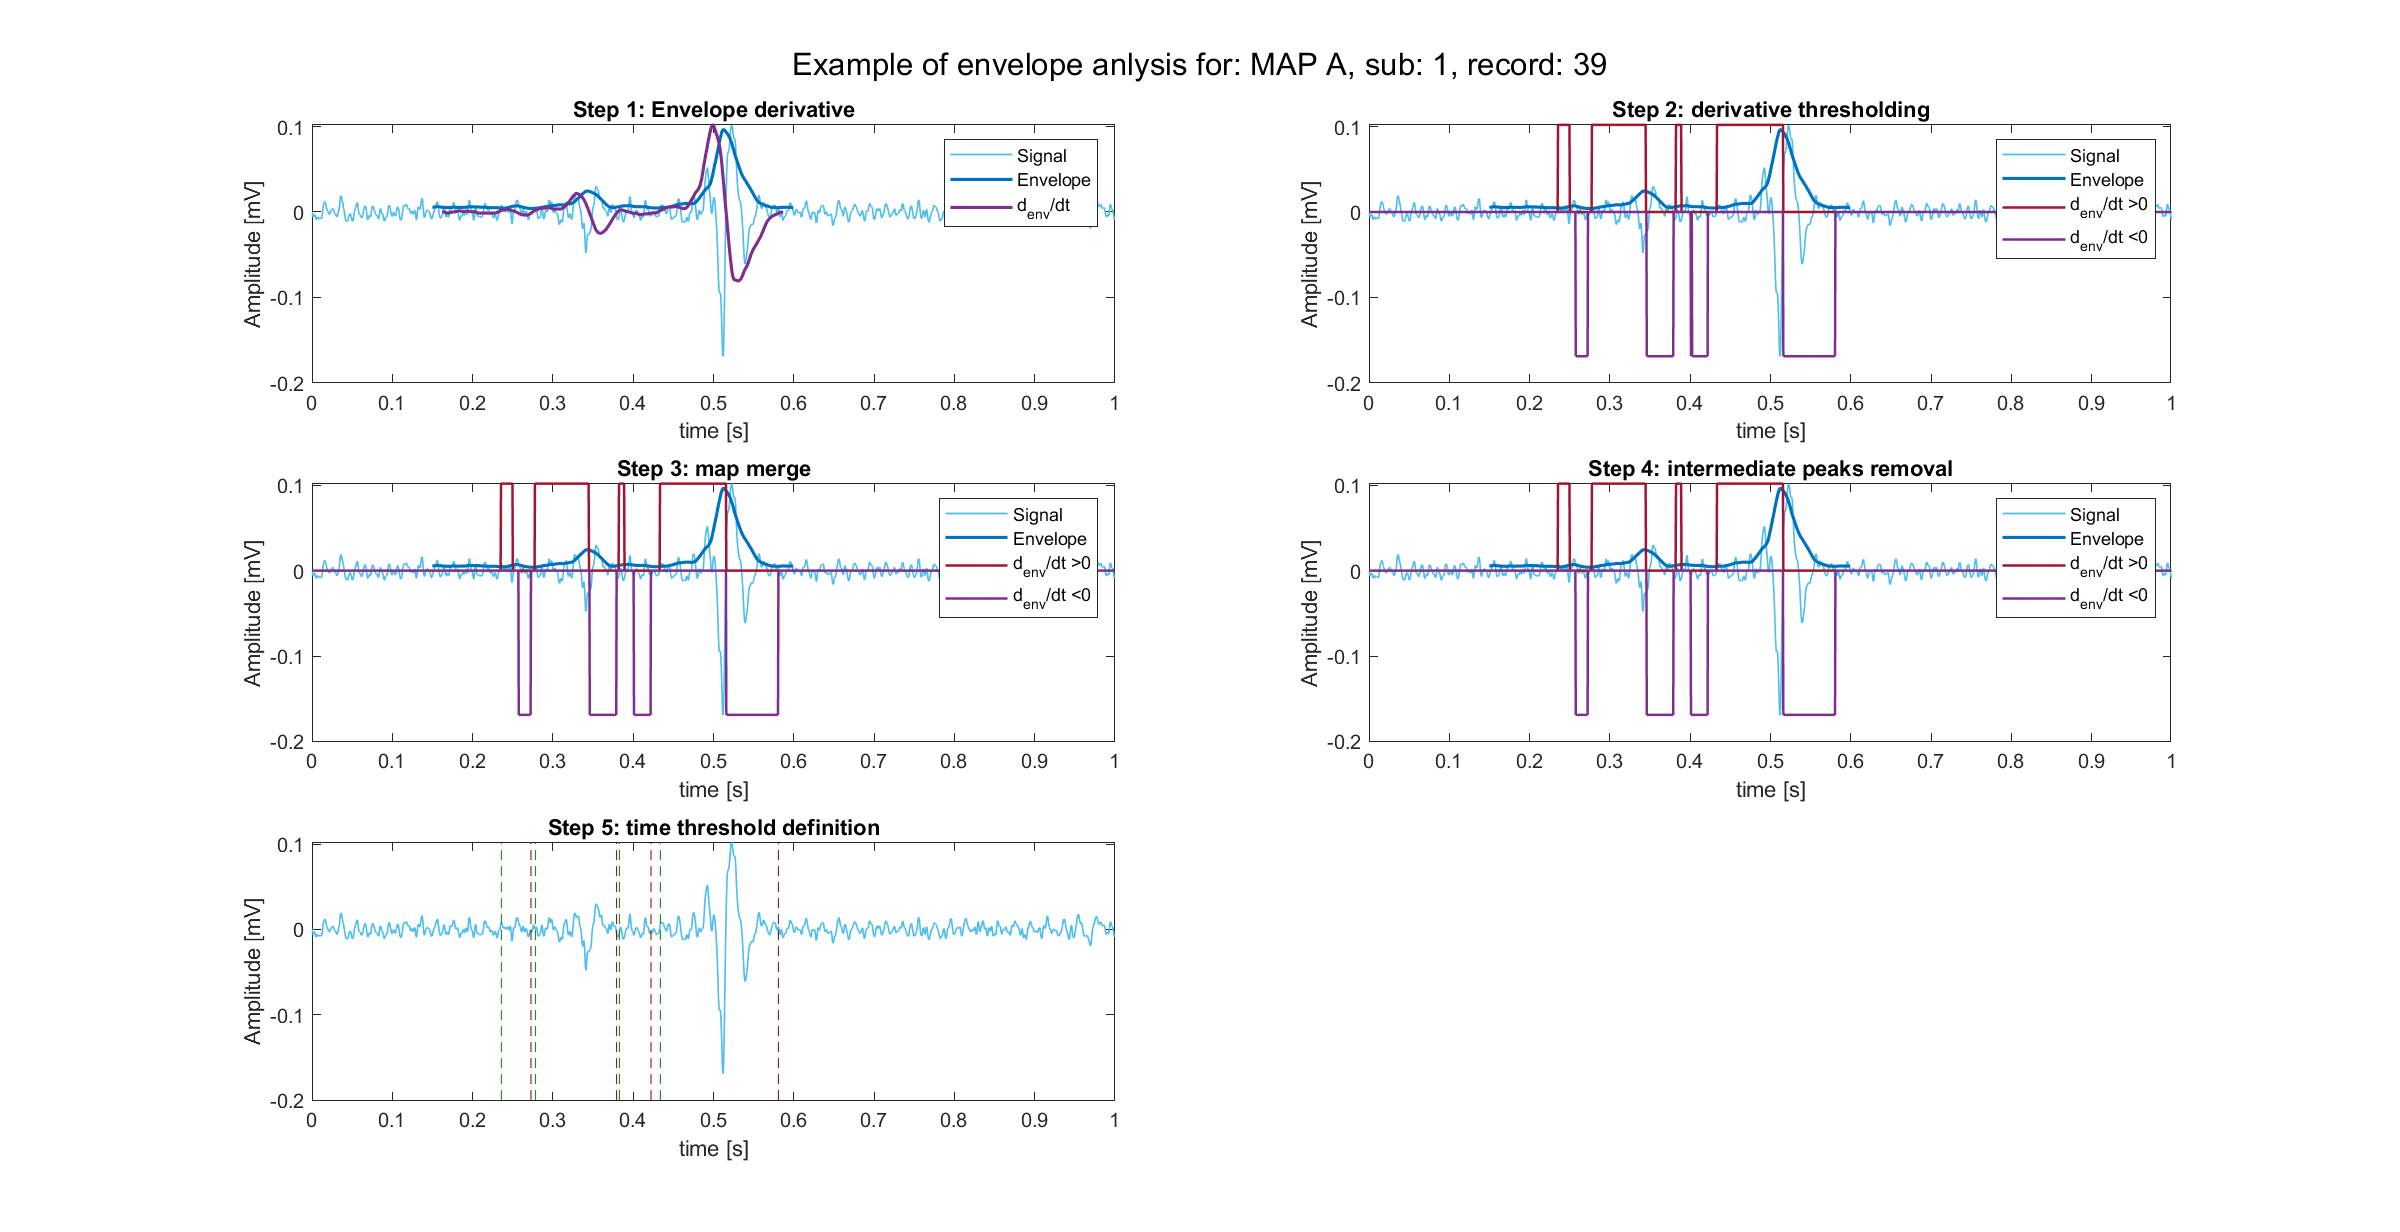 Example of envelope anlysis for: MAP A, sub: 1, record: 39
Step 1: Envelope derivative
0.1
0
-0.1
-0.2
Amplitude [mV]
0 0.1 0.2 0.3 0.4 0.5 0.6 0.7 0.8 0.9 1
time [s]
Signal
Envelope
d_env/dt
Step 2: derivative thresholding
0.1
0
-0.1
-0.2
Amplitude [mV]
0 0.1 0.2 0.3 0.4 0.5 0.6 0.7 0.8 0.9 1
time [s]
Signal
Envelope
d_env/dt >0
d_env/dt <0
Step 3: map merge
0.1
0
-0.1
-0.2
Amplitude [mV]
0 0.1 0.2 0.3 0.4 0.5 0.6 0.7 0.8 0.9 1
time [s]
Signal
Envelope
d_env/dt >0
d_env/dt <0
Step 4: intermediate peaks removal
0.1
0
-0.1
-0.2
Amplitude [mV]
0 0.1 0.2 0.3 0.4 0.5 0.6 0.7 0.8 0.9 1
time [s]
Signal
Envelope
d_env/dt >0
d_env/dt <0
Step 5: time threshold definition
0.1
0
-0.1
-0.2
Amplitude [mV]
0 0.1 0.2 0.3 0.4 0.5 0.6 0.7 0.8 0.9 1
time [s]